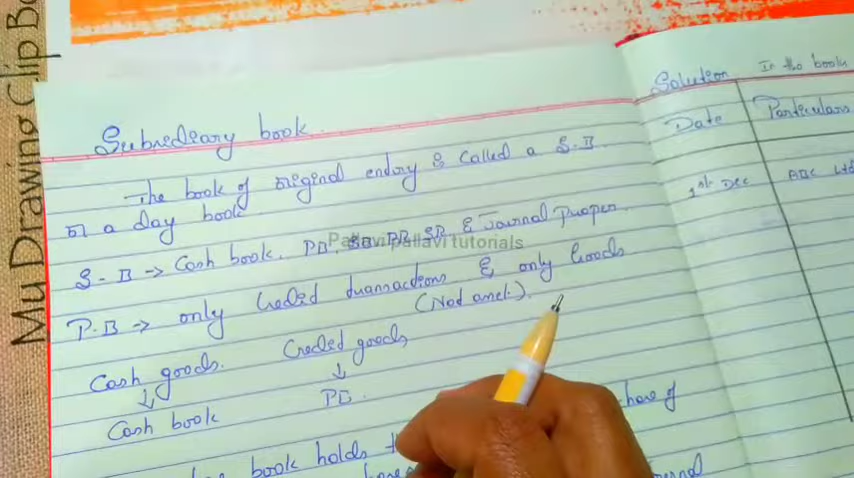 Mu Drawing Clip Bo
Subsidiary book
The book of original entry is called a S.B.
or a day book
S-B → Cash book, PB, SB, PR, SR, & Journal Proper
Pallavi Pallavi tutorials
P.B → only Credit transactions & only Goods
(Not asset).
Cash goods. Credit goods
↓ ↓
Cash book PB.
book holds
Solution In the book
Date Particulars
1st Dec ABC Ltd